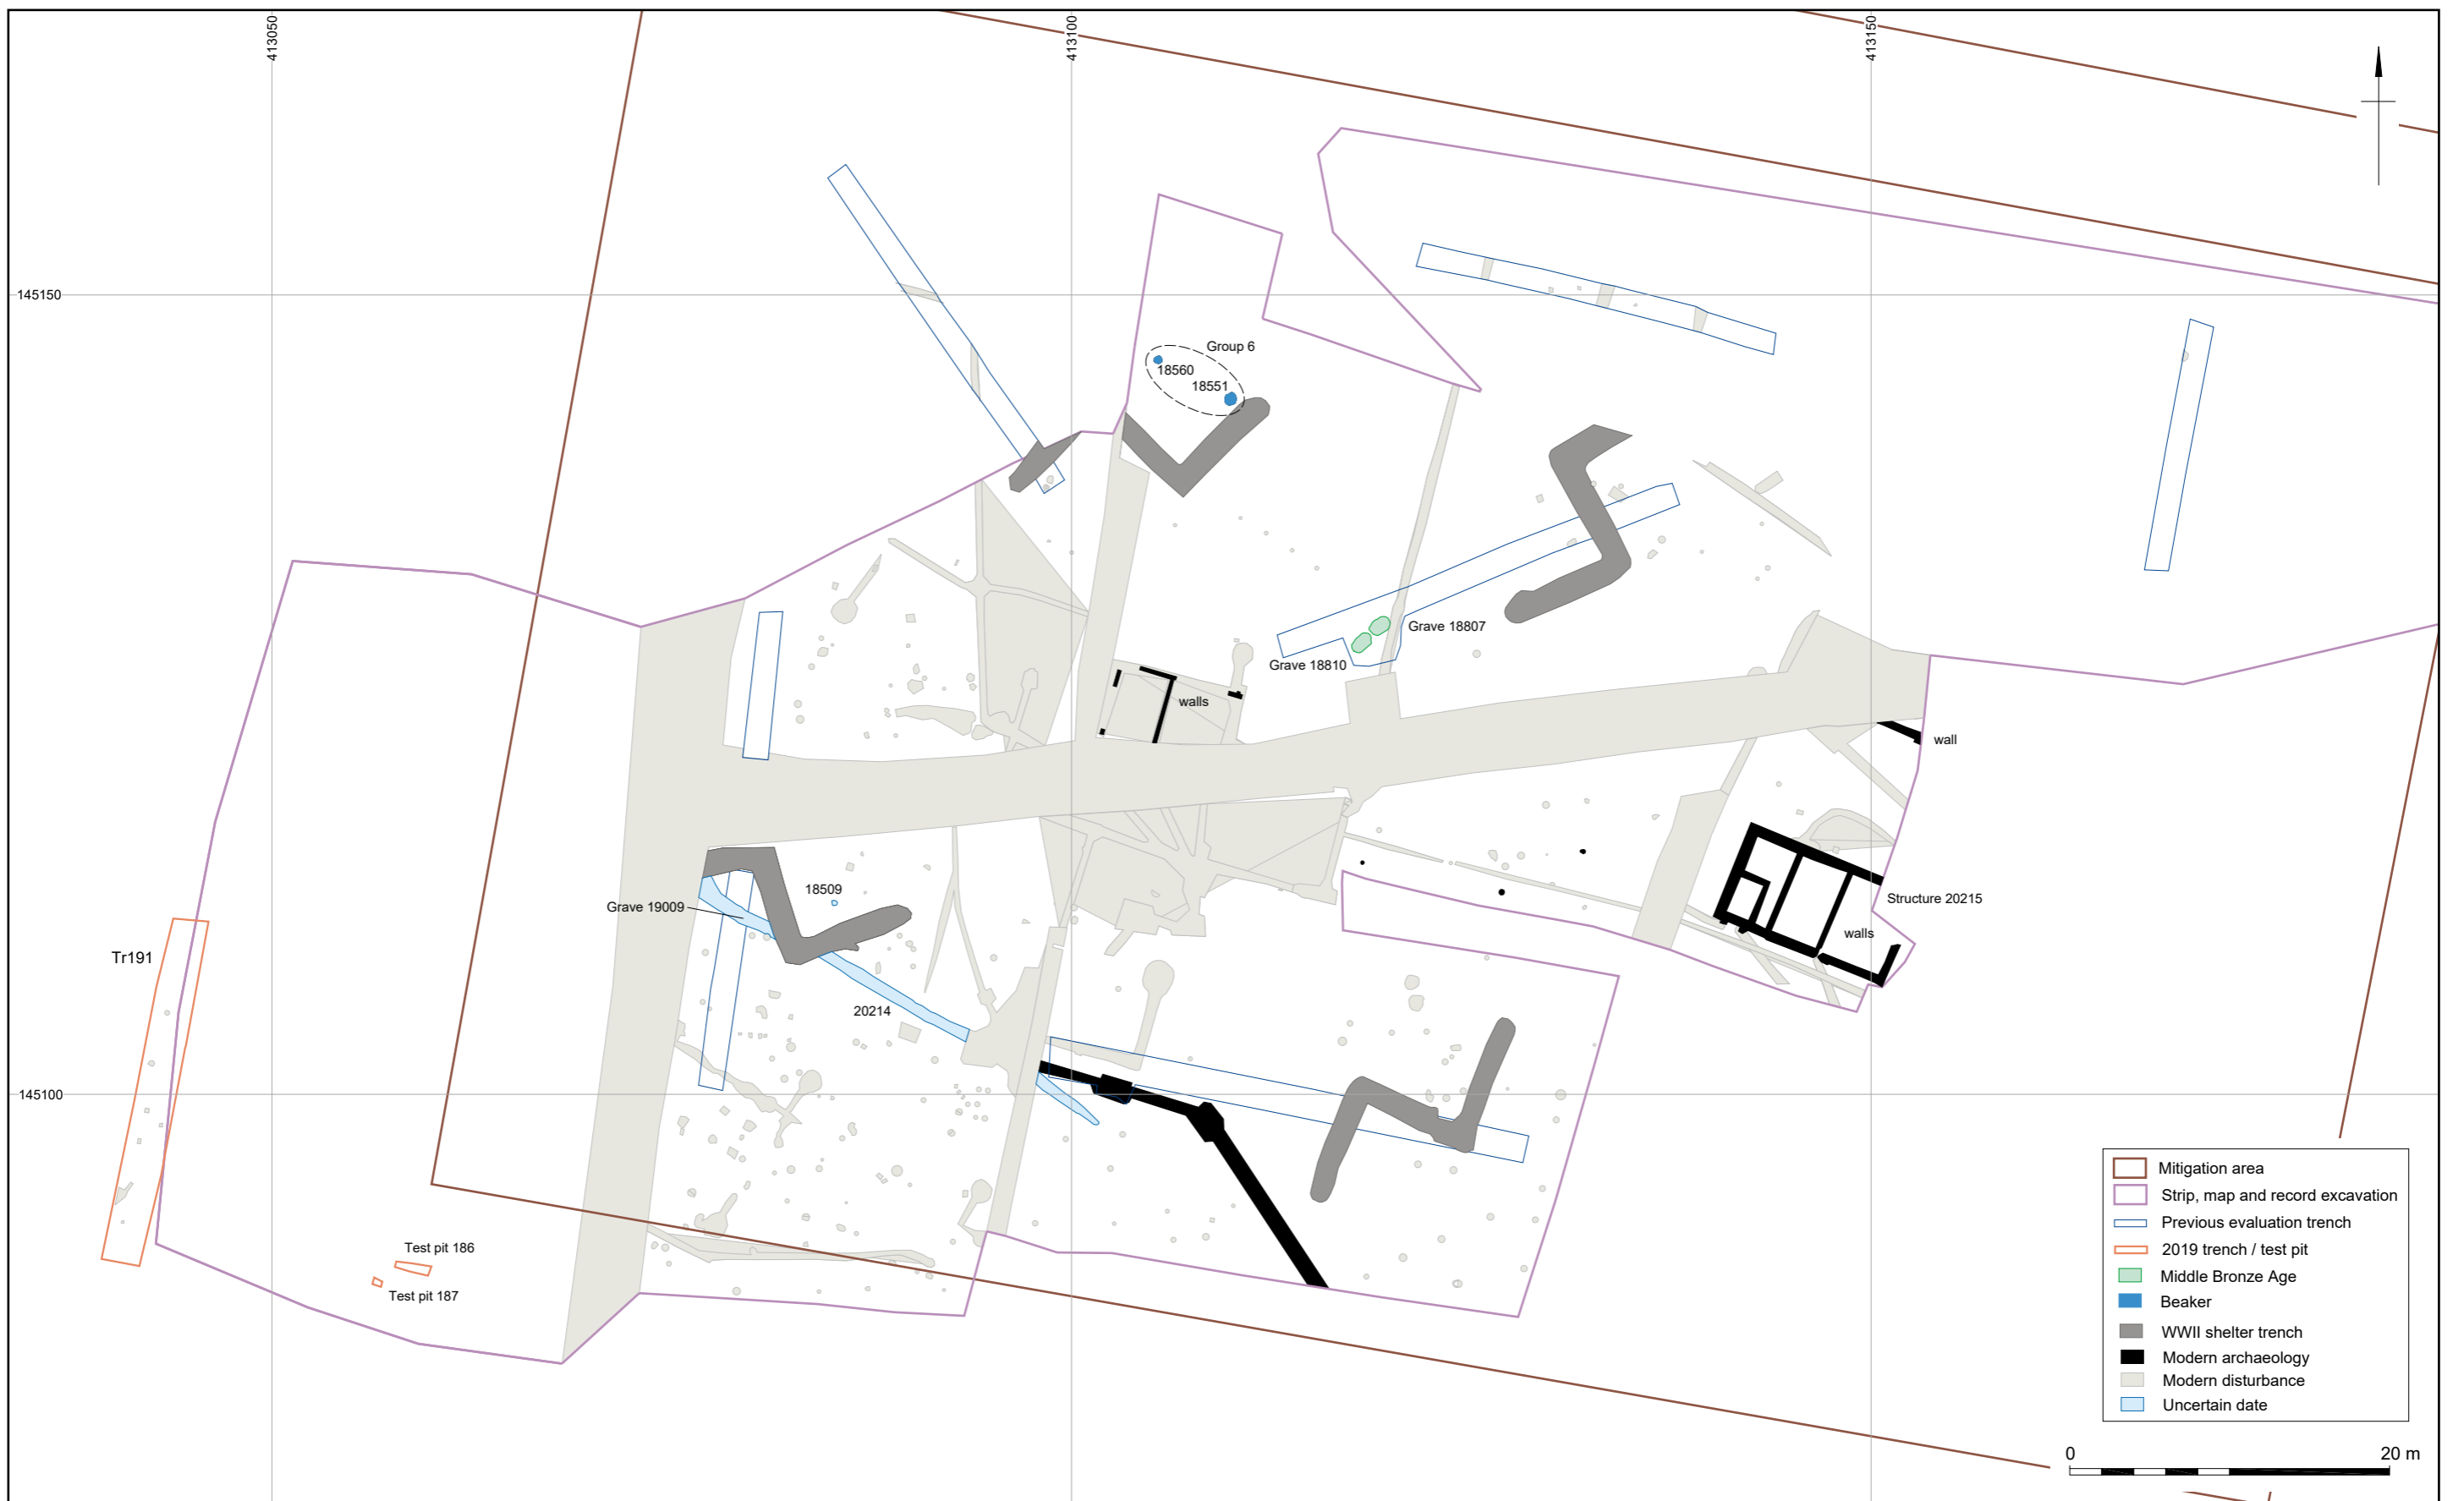 413050
413100
413150
145150
Group 6
18560
18551
Grave 18807
Grave 18810
walls
wall
18509
Grave 19009
Structure 20215
walls
Tr191
20214
145100
Test pit 186
Test pit 187
Mitigation area
Strip, map and record excavation
Previous evaluation trench
2019 trench / test pit
Middle Bronze Age
Beaker
WWII shelter trench
Modern archaeology
Modern disturbance
Uncertain date
0 20 m